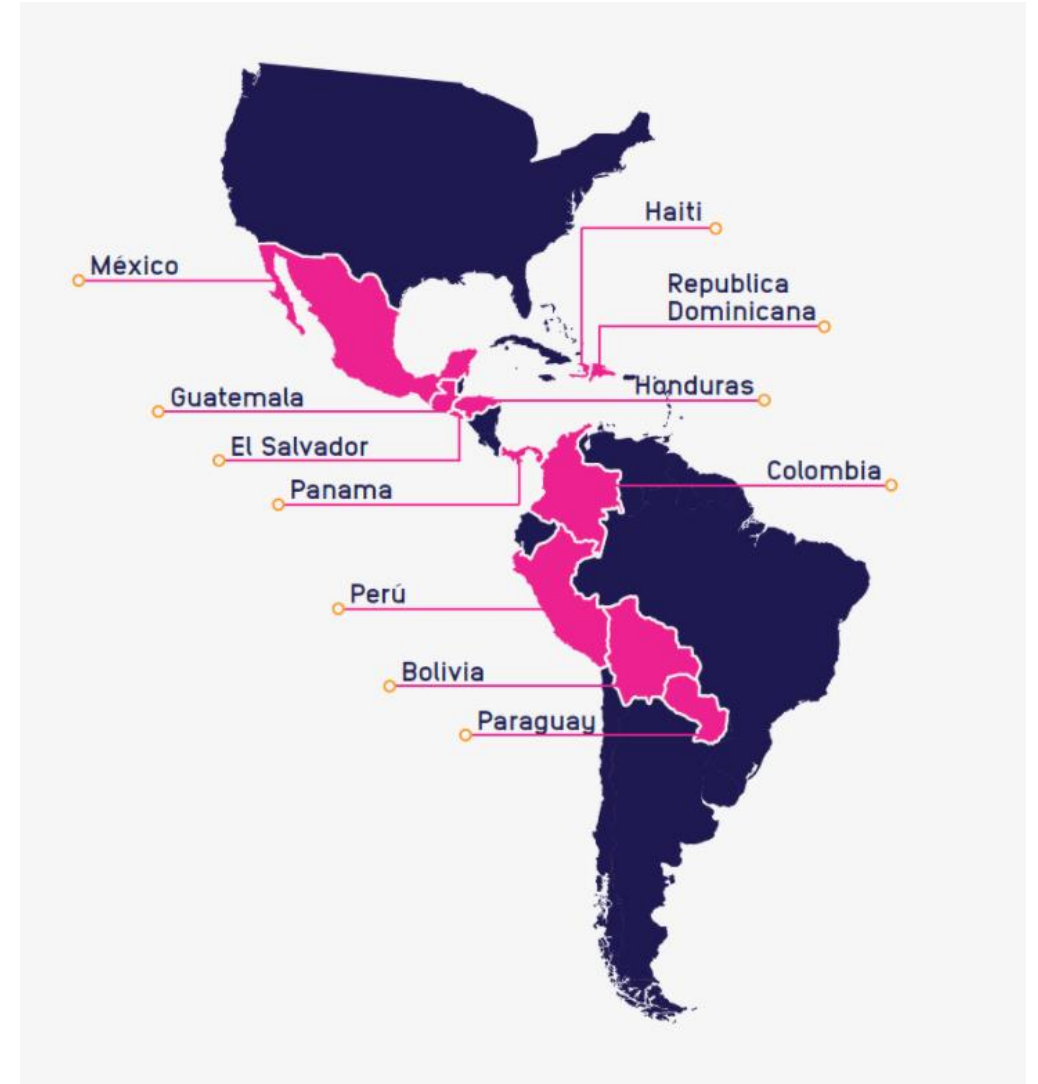 Haiti
México
Republica
Dominicana
Honduras
Guatemala
El Salvador
Colombia
Panama
Perú
Bolivia
Paraguay